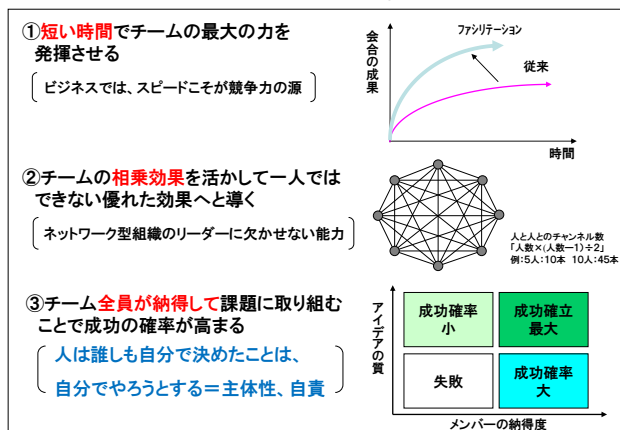 ①短い時間でチームの最大の力を
発揮させる
ビジネスでは、スピードこそが競争力の源
会合の成果
ファシリテーション
従来
時間
②チームの相乗効果を活かして一人では
できない優れた効果へと導く
ネットワーク型組織のリーダーに欠かせない能力
人と人とのチャンネル数
「人数×(人数ー1)÷2」
例:5人:10本 10人:45本
③チーム全員が納得して課題に取り組む
ことで成功の確率が高まる
人は誰しも自分で決めたことは、
自分でやろうとする=主体性、自責
アイデアの質
成功確率
小
成功確立
最大
失敗
成功確率
大
メンバーの納得度